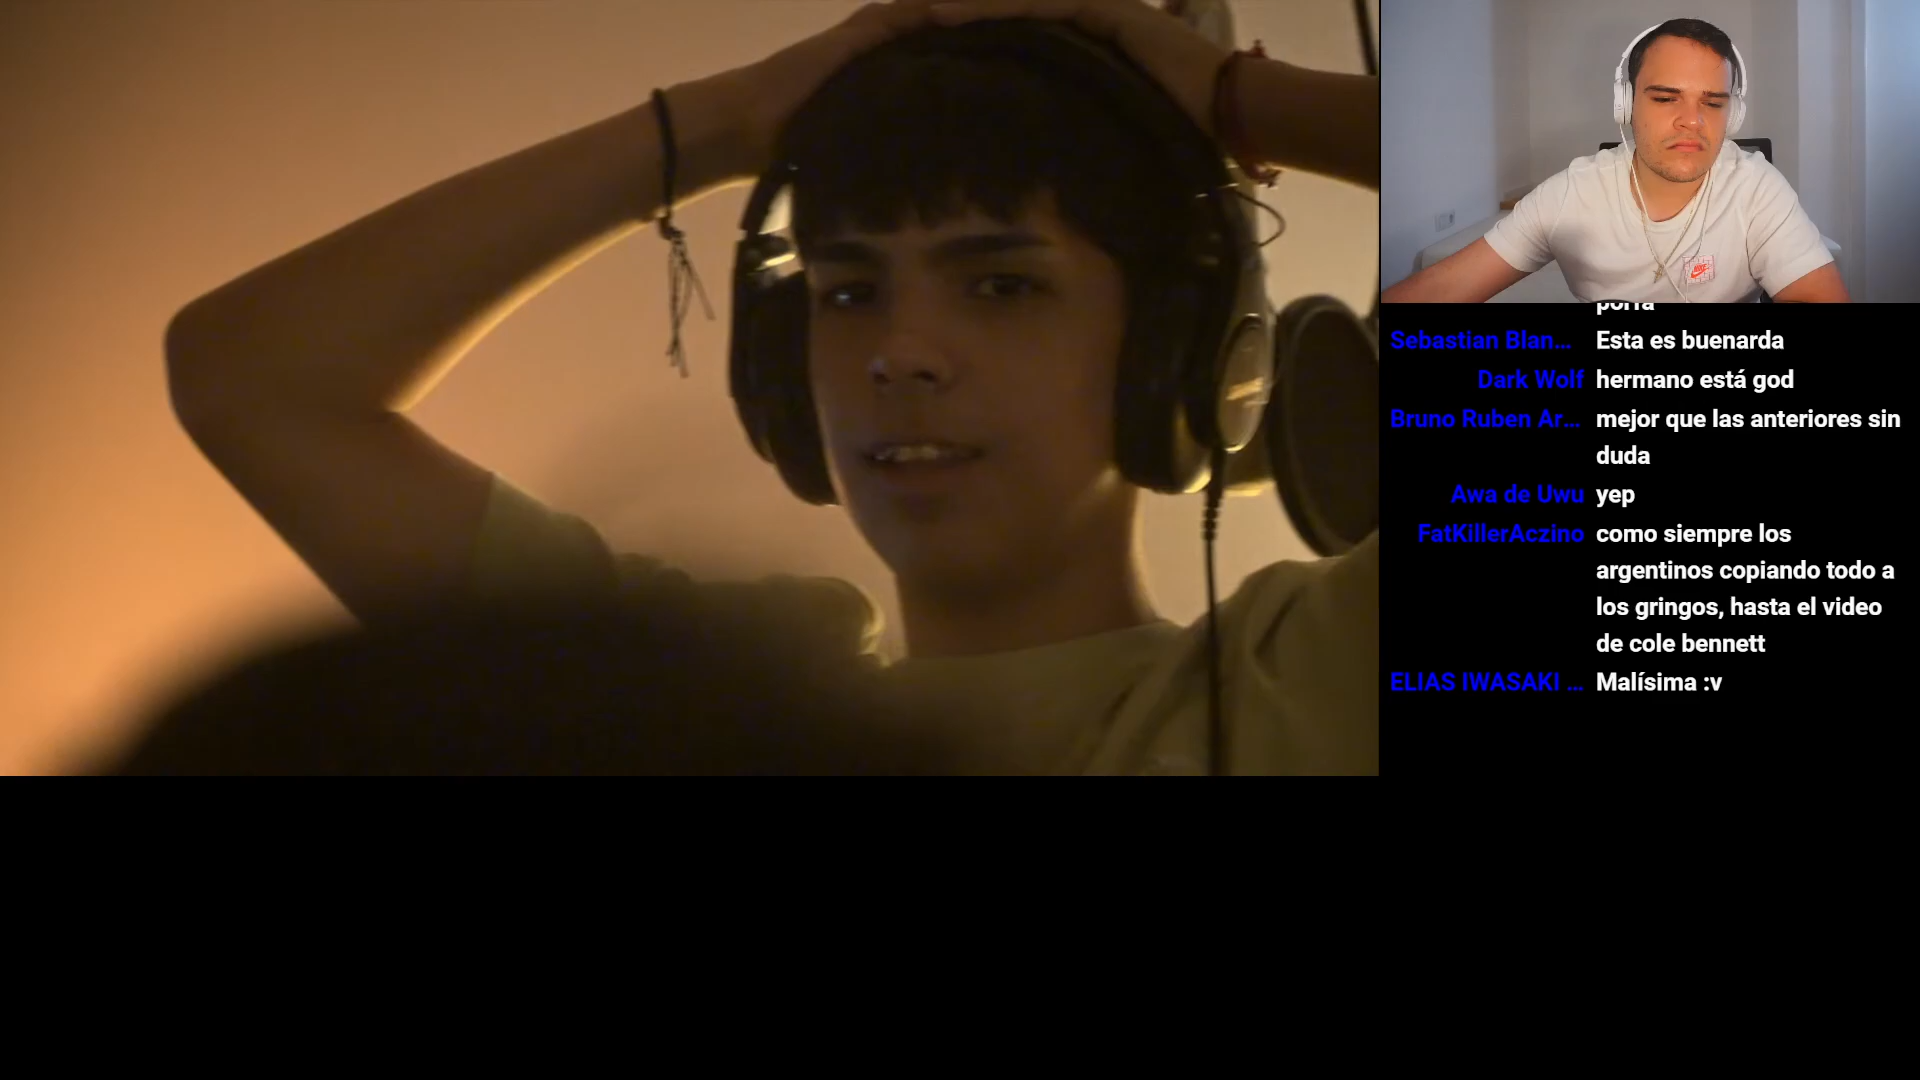 porfa
Sebastian Blan... Esta es buenarda
Dark Wolf hermano está god
Bruno Ruben Ar... mejor que las anteriores sin
duda
Awa de Uwu yep
FatKillerAczino como siempre los
argentinos copiando todo a
los gringos, hasta el video
de cole bennett
ELIAS IWASAKI ... Malísima :v